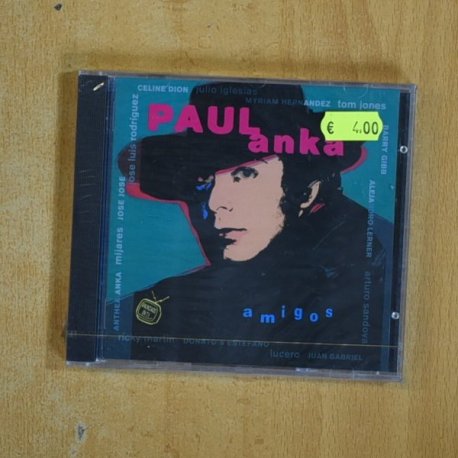 CELINE DION julio iglesias
MYRIAM HERNANDEZ tom jones
PAUL
anka
€ 4.00
BARRY GIBB
ALEJANDRO LERNER
arturo sandoval
jose luis rodriguez
JOSE JOSE
mijares
ANTHEA ANKA
amigos
ricky martin DONATO & ESTEFANO
lucero JUAN GABRIEL